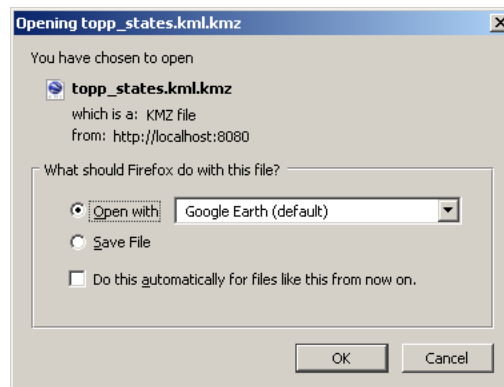 Opening topp_states.kml.kmz
You have chosen to open
topp_states.kml.kmz
which is a: KMZ file
from: http://localhost:8080
What should Firefox do with this file?
Open with Google Earth (default)
Save File
Do this automatically for files like this from now on.
OK Cancel